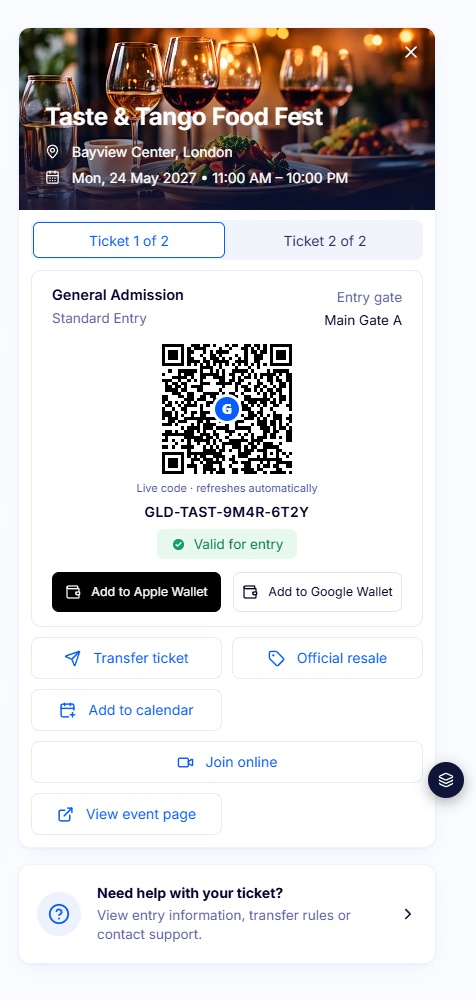 Taste & Tango Food Fest
Bayview Center, London
Mon, 24 May 2027 • 11:00 AM – 10:00 PM
Ticket 1 of 2
Ticket 2 of 2
General Admission
Entry gate
Standard Entry
Main Gate A
G
Live code · refreshes automatically
GLD-TAST-9M4R-6T2Y
Valid for entry
Add to Apple Wallet
Add to Google Wallet
Transfer ticket
Official resale
Add to calendar
Join online
View event page
Need help with your ticket?
View entry information, transfer rules or
contact support.